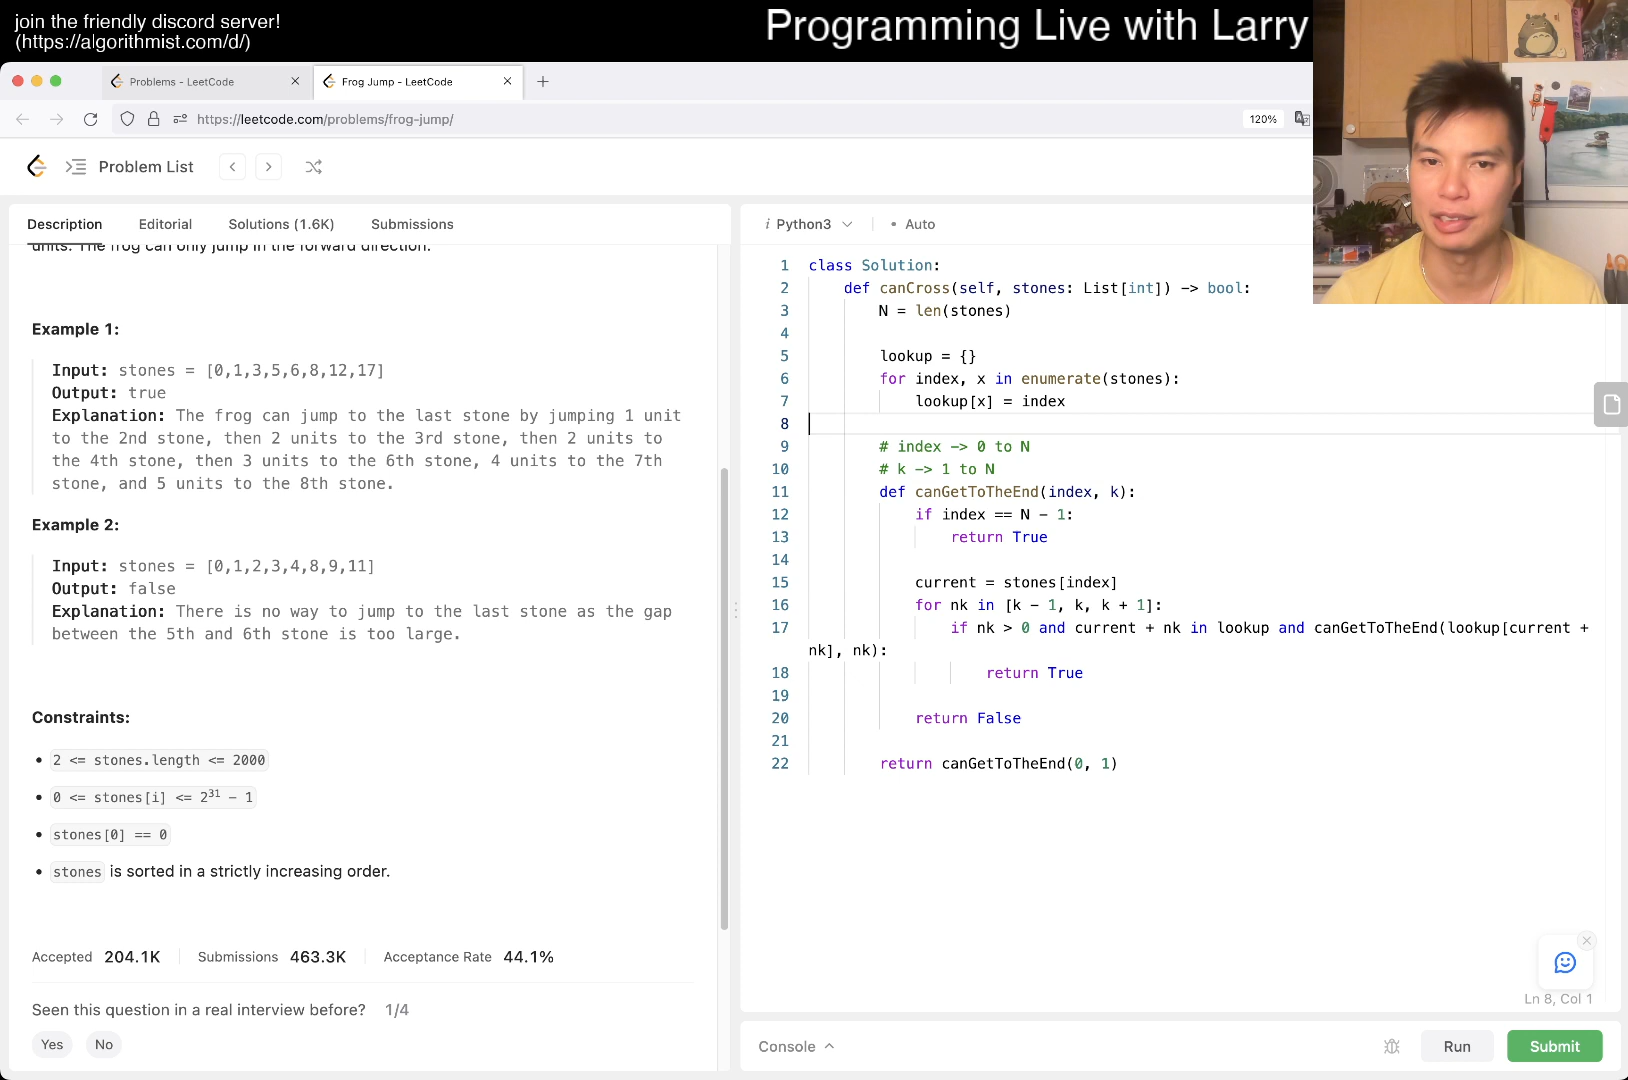 join the friendly discord server!
(https://algorithmist.com/d/)
Programming Live with Larry
Problems - LeetCode
Frog Jump - LeetCode
https://leetcode.com/problems/frog-jump/
120%
Problem List
Description
Editorial
Solutions (1.6K)
Submissions
units. The frog can only jump in the forward direction.
Example 1:
Input: stones = [0,1,3,5,6,8,12,17]
Output: true
Explanation: The frog can jump to the last stone by jumping 1 unit
to the 2nd stone, then 2 units to the 3rd stone, then 2 units to
the 4th stone, then 3 units to the 6th stone, 4 units to the 7th
stone, and 5 units to the 8th stone.
Example 2:
Input: stones = [0,1,2,3,4,8,9,11]
Output: false
Explanation: There is no way to jump to the last stone as the gap
between the 5th and 6th stone is too large.
Constraints:
• 2 <= stones.length <= 2000
• 0 <= stones[i] <= 2^31 - 1
• stones[0] == 0
• stones is sorted in a strictly increasing order.
Accepted 204.1K Submissions 463.3K Acceptance Rate 44.1%
Seen this question in a real interview before? 1/4
Yes No
i Python3 • Auto
1 class Solution:
2 def canCross(self, stones: List[int]) -> bool:
3 N = len(stones)
4
5 lookup = {}
6 for index, x in enumerate(stones):
7 lookup[x] = index
8
9 # index -> 0 to N
10 # k -> 1 to N
11 def canGetToTheEnd(index, k):
12 if index == N - 1:
13 return True
14
15 current = stones[index]
16 for nk in [k - 1, k, k + 1]:
17 if nk > 0 and current + nk in lookup and canGetToTheEnd(lookup[current +
nk], nk):
18 return True
19
20 return False
21
22 return canGetToTheEnd(0, 1)
Ln 8, Col 1
Console
Run
Submit